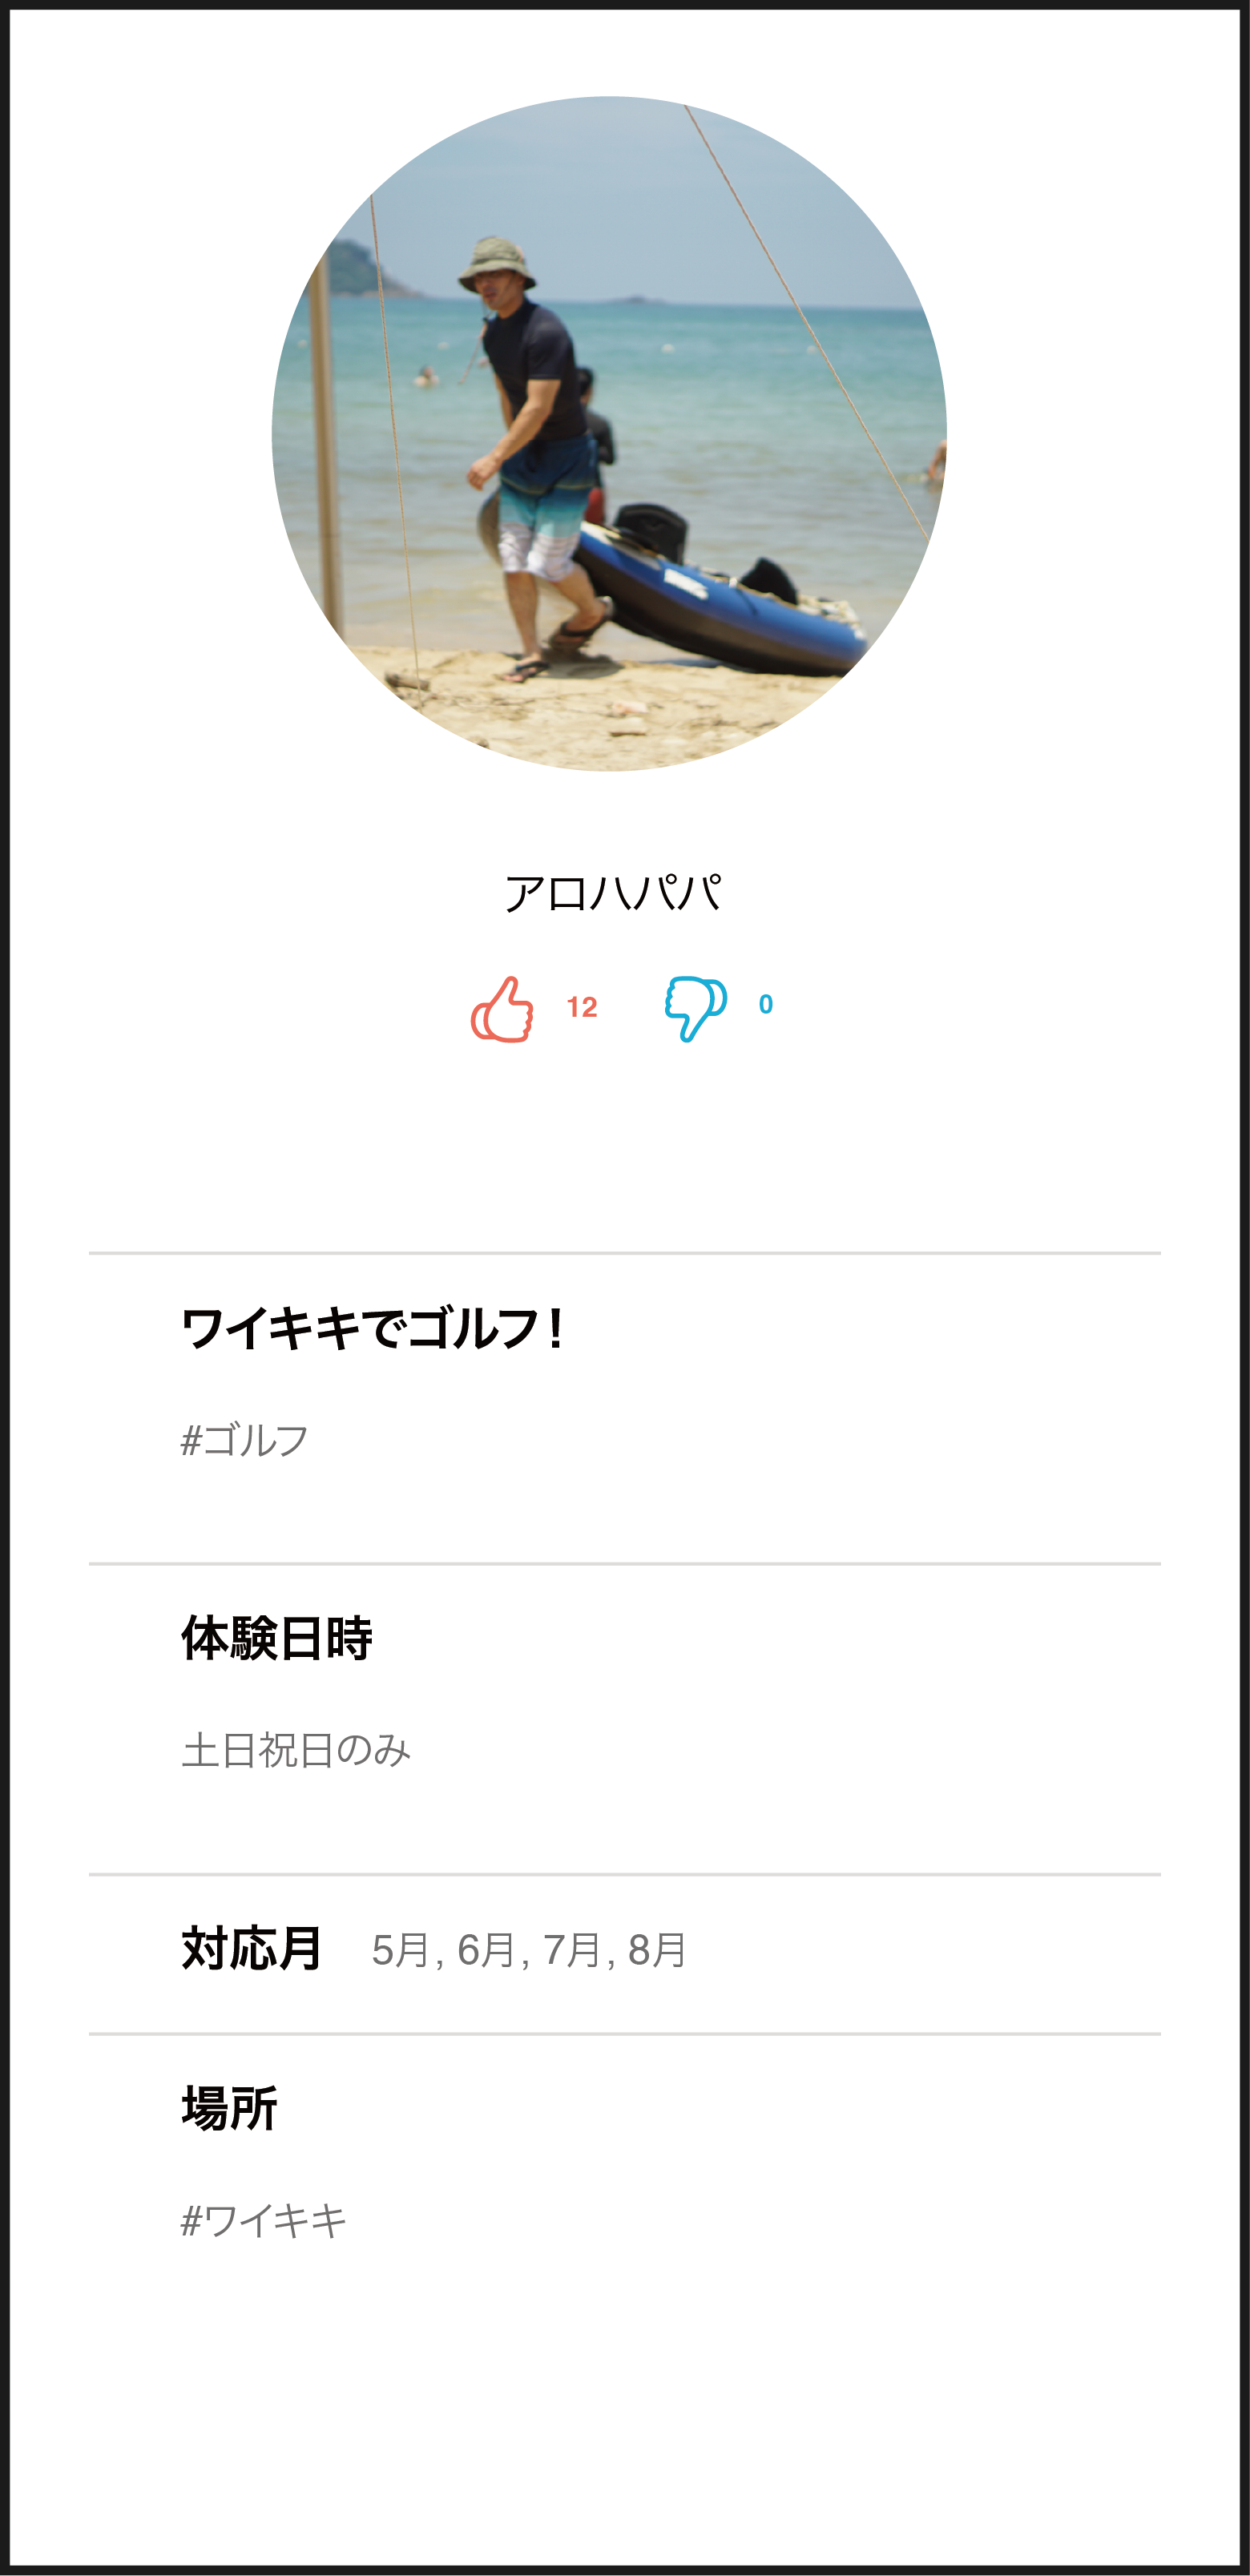 アロハパパ
12 0
ワイキキでゴルフ！
#ゴルフ
体験日時
土日祝日のみ
対応月 5月, 6月, 7月, 8月
場所
#ワイキキ